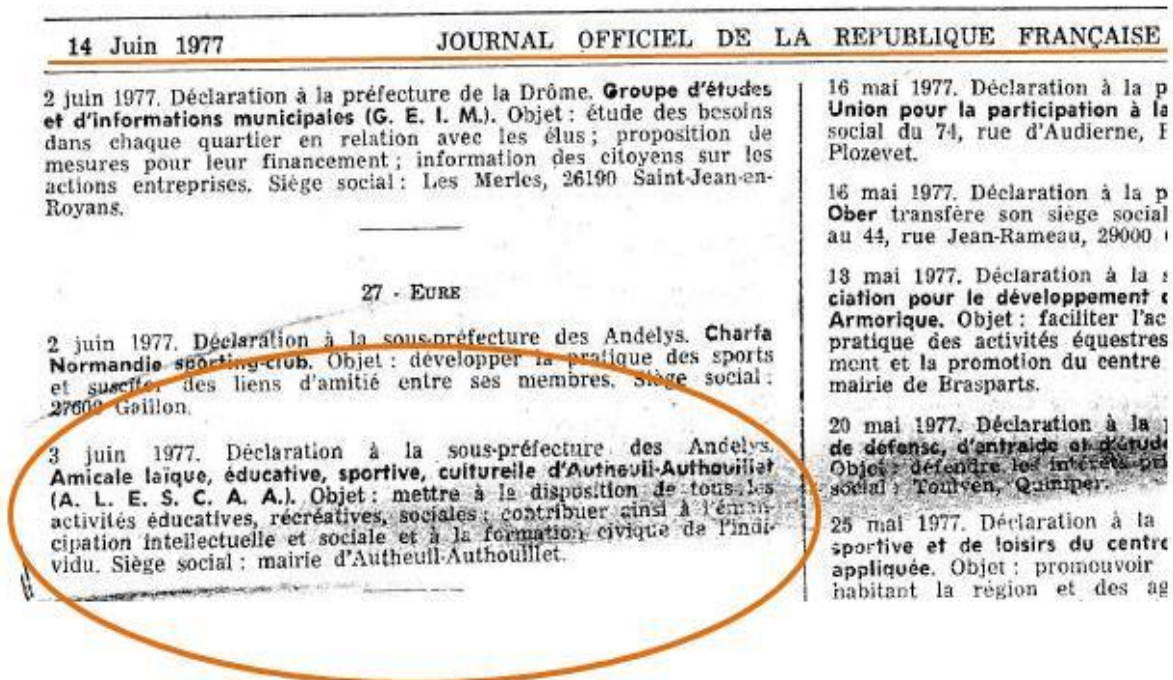 14 Juin 1977 JOURNAL OFFICIEL DE LA REPUBLIQUE FRANÇAISE
2 juin 1977. Déclaration à la préfecture de la Drôme. Groupe d'études
et d'informations municipales (G. E. I. M.). Objet : étude des besoins
dans chaque quartier en relation avec les élus ; proposition de
mesures pour leur financement ; information des citoyens sur les
actions entreprises. Siège social : Les Merles, 26190 Saint-Jean-en-
Royans.
27 - EURE
2 juin 1977. Déclaration à la sous-préfecture des Andelys. Charfa
Normandie sporting-club. Objet : développer la pratique des sports
et susciter des liens d'amitié entre ses membres. Siège social :
27600 Gaillon.
3 juin 1977. Déclaration à la sous-préfecture des Andelys.
Amicale laïque, éducative, sportive, culturelle d'Autheuil-Authouillet
(A. L. E. S. C. A. A.). Objet : mettre à la disposition de tous les
activités éducatives, récréatives, sociales ; contribuer ainsi à l'éman-
cipation intellectuelle et sociale et à la formation civique de l'indi-
vidu. Siège social : mairie d'Autheuil-Authouillet.
16 mai 1977. Déclaration à la p
Union pour la participation à la
social du 74, rue d'Audierne,
Plozevet.
16 mai 1977. Déclaration à la p
Ober transfère son siège social
au 44, rue Jean-Rameau, 29000
18 mai 1977. Déclaration à la
ciation pour le développement
Armorique. Objet : faciliter l'ac
pratique des activités équestres
ment et la promotion du centre
mairie de Brasparts.
20 mai 1977. Déclaration à la
de défense, d'entraide et d'étude
Objet : défendre les intérêts
social : Toulven, Quimper.
25 mai 1977. Déclaration à la
sportive et de loisirs du centre
appliquée. Objet : promouvoir
habitant la région et des ag